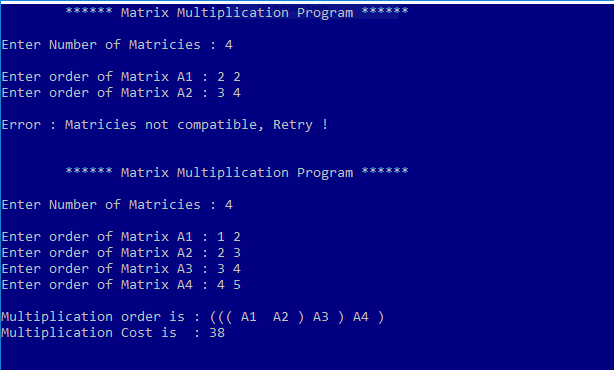 ****** Matrix Multiplication Program ******
Enter Number of Matricies : 4
Enter order of Matrix A1 : 2 2
Enter order of Matrix A2 : 3 4
Error : Matricies not compatible, Retry !
****** Matrix Multiplication Program ******
Enter Number of Matricies : 4
Enter order of Matrix A1 : 1 2
Enter order of Matrix A2 : 2 3
Enter order of Matrix A3 : 3 4
Enter order of Matrix A4 : 4 5
Multiplication order is : ((( A1  A2 ) A3 ) A4 )
Multiplication Cost is  : 38